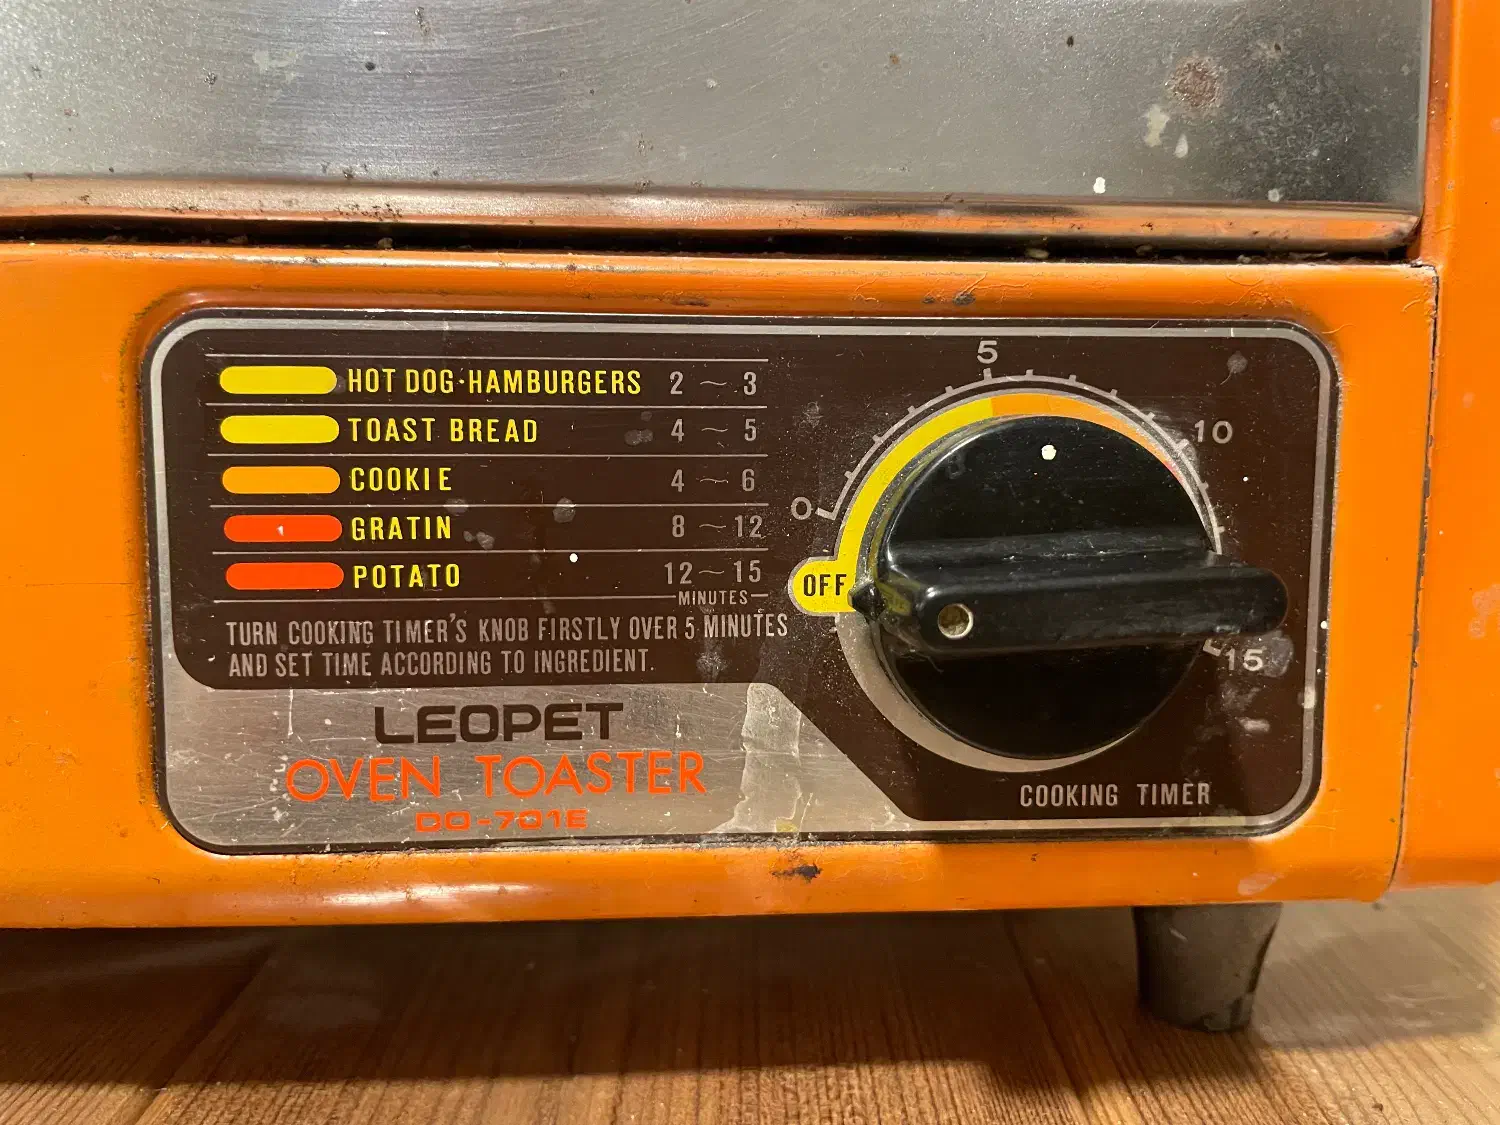 HOT DOG·HAMBURGERS 2 ~ 3
TOAST BREAD 4 ~ 5
COOKIE 4 ~ 6
GRATIN 8 ~ 12
POTATO 12 ~ 15
MINUTES
TURN COOKING TIMER'S KNOB FIRSTLY OVER 5 MINUTES
AND SET TIME ACCORDING TO INGREDIENT.
LEOPET
OVEN TOASTER
DO-701E
OFF
0
5
10
15
COOKING TIMER